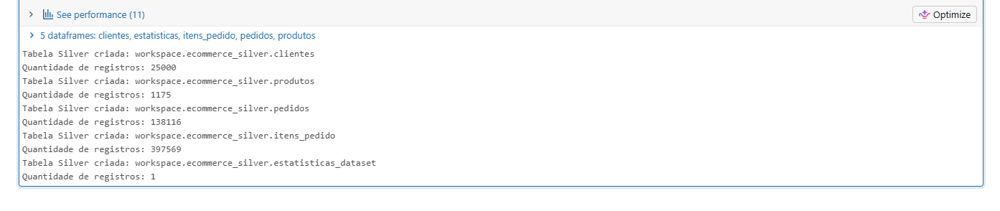 See performance (11)
Optimize
5 dataframes: clientes, estatisticas, itens_pedido, pedidos, produtos
Tabela Silver criada: workspace.ecommerce_silver.clientes
Quantidade de registros: 25000
Tabela Silver criada: workspace.ecommerce_silver.produtos
Quantidade de registros: 1175
Tabela Silver criada: workspace.ecommerce_silver.pedidos
Quantidade de registros: 138116
Tabela Silver criada: workspace.ecommerce_silver.itens_pedido
Quantidade de registros: 397569
Tabela Silver criada: workspace.ecommerce_silver.estatisticas_dataset
Quantidade de registros: 1